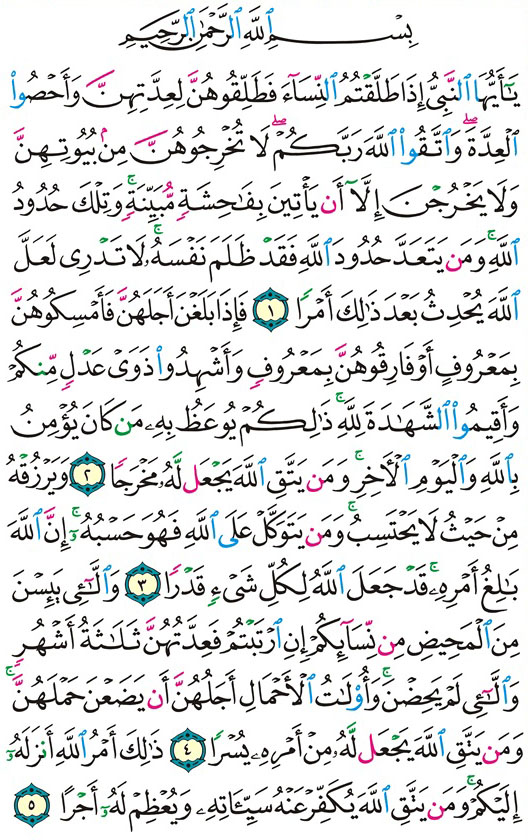 بِسْمِ ٱللَّهِ ٱلرَّحْمَٰنِ ٱلرَّحِيمِ
يَٰٓأَيُّهَا ٱلنَّبِيُّ إِذَا طَلَّقْتُمُ ٱلنِّسَآءَ فَطَلِّقُوهُنَّ لِعِدَّتِهِنَّ وَأَحْصُوا۟
ٱلْعِدَّةَ ۖ وَٱتَّقُوا۟ ٱللَّهَ رَبَّكُمْ ۖ لَا تُخْرِجُوهُنَّ مِنۢ بُيُوتِهِنَّ
وَلَا يَخْرُجْنَ إِلَّآ أَن يَأْتِينَ بِفَٰحِشَةٍ مُّبَيِّنَةٍ ۚ وَتِلْكَ حُدُودُ
ٱللَّهِ ۚ وَمَن يَتَعَدَّ حُدُودَ ٱللَّهِ فَقَدْ ظَلَمَ نَفْسَهُۥ ۚ لَا تَدْرِى لَعَلَّ
ٱللَّهَ يُحْدِثُ بَعْدَ ذَٰلِكَ أَمْرًا ١ فَإِذَا بَلَغْنَ أَجَلَهُنَّ فَأَمْسِكُوهُنَّ
بِمَعْرُوفٍ أَوْ فَارِقُوهُنَّ بِمَعْرُوفٍ وَأَشْهِدُوا۟ ذَوَىْ عَدْلٍ مِّنكُمْ
وَأَقِيمُوا۟ ٱلشَّهَٰدَةَ لِلَّهِ ۚ ذَٰلِكُمْ يُوعَظُ بِهِۦ مَن كَانَ يُؤْمِنُ
بِٱللَّهِ وَٱلْيَوْمِ ٱلْأَخِرِ ۚ وَمَن يَتَّقِ ٱللَّهَ يَجْعَل لَّهُۥ مَخْرَجًا ٢ وَيَرْزُقْهُ
مِنْ حَيْثُ لَا يَحْتَسِبُ ۚ وَمَن يَتَوَكَّلْ عَلَى ٱللَّهِ فَهُوَ حَسْبُهُۥٓ ۚ إِنَّ ٱللَّهَ
بَٰلِغُ أَمْرِهِۦ ۚ قَدْ جَعَلَ ٱللَّهُ لِكُلِّ شَىْءٍ قَدْرًا ٣ وَٱلَّٰٓـِٔى يَئِسْنَ
مِنَ ٱلْمَحِيضِ مِن نِّسَآئِكُمْ إِنِ ٱرْتَبْتُمْ فَعِدَّتُهُنَّ ثَلَٰثَةُ أَشْهُرٍ
وَٱلَّٰٓـِٔى لَمْ يَحِضْنَ ۚ وَأُو۟لَٰتُ ٱلْأَحْمَالِ أَجَلُهُنَّ أَن يَضَعْنَ حَمْلَهُنَّ ۚ
وَمَن يَتَّقِ ٱللَّهَ يَجْعَل لَّهُۥ مِنْ أَمْرِهِۦ يُسْرًا ٤ ذَٰلِكَ أَمْرُ ٱللَّهِ أَنزَلَهُۥٓ
إِلَيْكُمْ ۚ وَمَن يَتَّقِ ٱللَّهَ يُكَفِّرْ عَنْهُ سَيِّـَٔاتِهِۦ وَيُعْظِمْ لَهُۥٓ أَجْرًا ٥